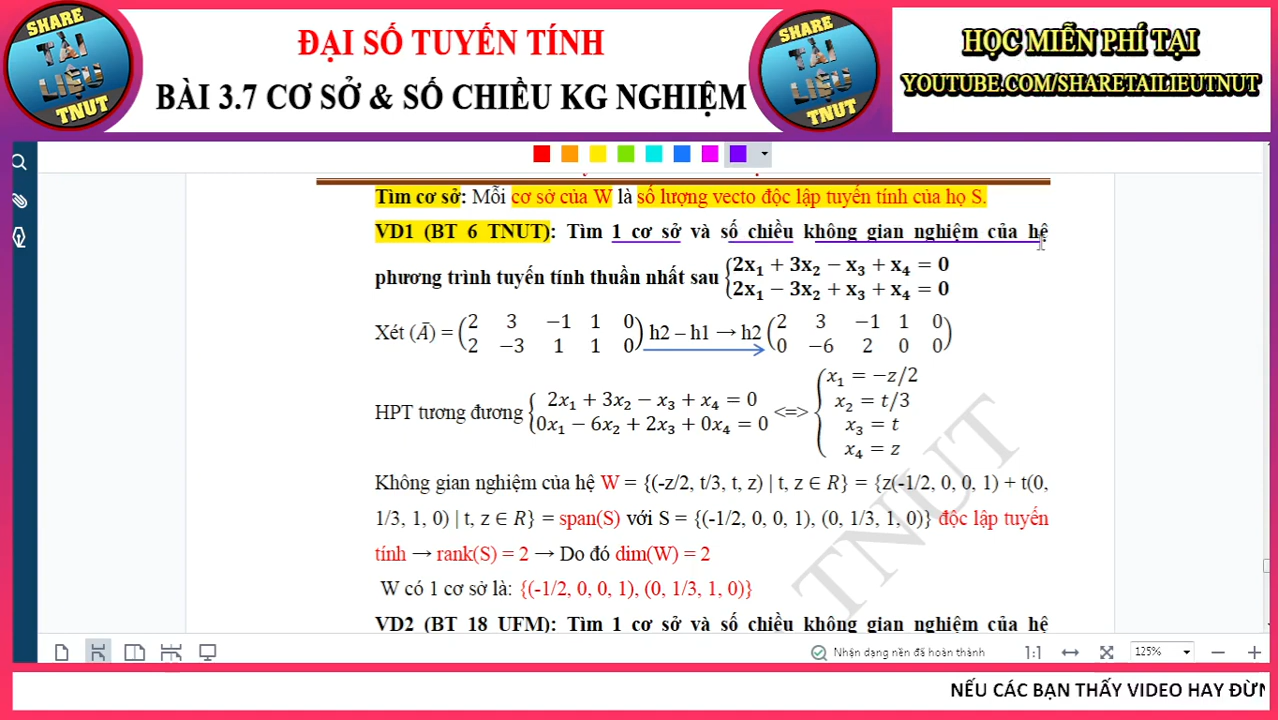 SHARE
TÀI
LIỆU
TNUT
ĐẠI SỐ TUYẾN TÍNH
BÀI 3.7 CƠ SỞ & SỐ CHIỀU KG NGHIỆM
SHARE
TÀI
LIỆU
TNUT
HỌC MIỄN PHÍ TẠI
YOUTUBE.COM/SHARETAILIEUTNUT
Tìm cơ sở: Mỗi cơ sở của W là số lượng vecto độc lập tuyến tính của họ S.
VD1 (BT 6 TNUT): Tìm 1 cơ sở và số chiều không gian nghiệm của hệ
phương trình tuyến tính thuần nhất sau {2x₁ + 3x₂ − x₃ + x₄ = 0
2x₁ − 3x₂ + x₃ + x₄ = 0
Xét (Ā) = (2 3 −1 1 0
2 −3 1 1 0) h2 – h1 → h2 (2 3 −1 1 0
0 −6 2 0 0)
HPT tương đương {2x₁ + 3x₂ − x₃ + x₄ = 0
0x₁ − 6x₂ + 2x₃ + 0x₄ = 0 <=> {x₁ = −z/2
x₂ = t/3
x₃ = t
x₄ = z
Không gian nghiệm của hệ W = {(-z/2, t/3, t, z) | t, z ∈ R} = {z(-1/2, 0, 0, 1) + t(0,
1/3, 1, 0) | t, z ∈ R} = span(S) với S = {(-1/2, 0, 0, 1), (0, 1/3, 1, 0)} độc lập tuyến
tính → rank(S) = 2 → Do đó dim(W) = 2
W có 1 cơ sở là: {(-1/2, 0, 0, 1), (0, 1/3, 1, 0)}
TNUT
VD2 (BT 18 UFM): Tìm 1 cơ sở và số chiều không gian nghiệm của hệ
Nhận dạng nền đã hoàn thành
1:1
125%
NẾU CÁC BẠN THẤY VIDEO HAY ĐỪN